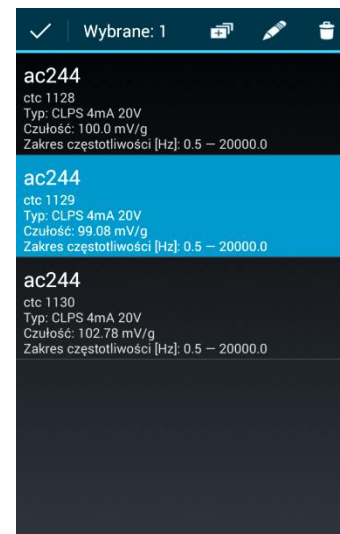 Wybrane: 1
ac244
ctc 1128
Typ: CLPS 4mA 20V
Czułość: 100.0 mV/g
Zakres częstotliwości [Hz]: 0.5 — 20000.0
ac244
ctc 1129
Typ: CLPS 4mA 20V
Czułość: 99.08 mV/g
Zakres częstotliwości [Hz]: 0.5 — 20000.0
ac244
ctc 1130
Typ: CLPS 4mA 20V
Czułość: 102.78 mV/g
Zakres częstotliwości [Hz]: 0.5 — 20000.0